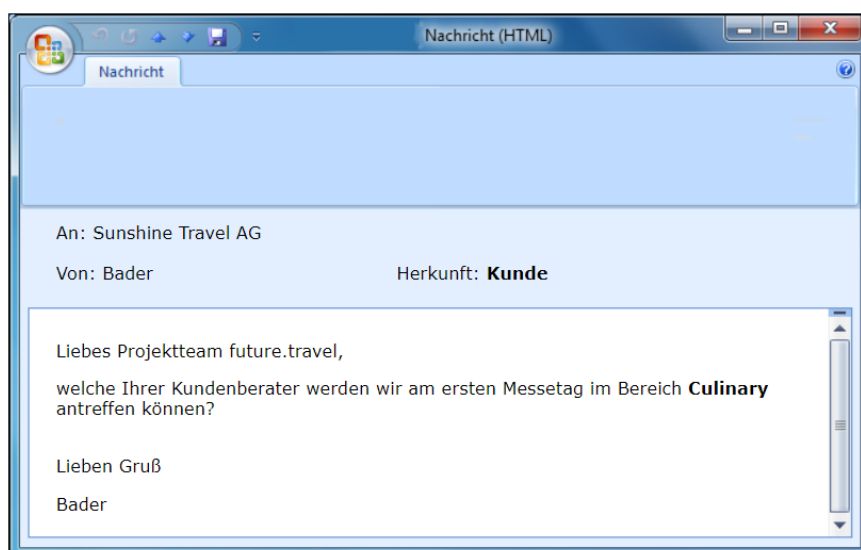 Nachricht (HTML)
Nachricht
An: Sunshine Travel AG
Von: Bader Herkunft: Kunde
Liebes Projektteam future.travel,
welche Ihrer Kundenberater werden wir am ersten Messetag im Bereich Culinary
antreffen können?
Lieben Gruß
Bader